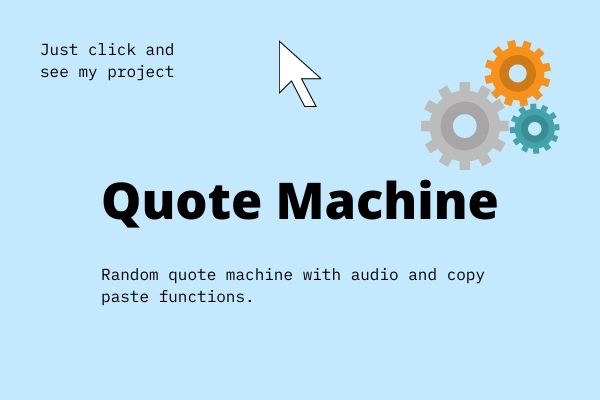 Just click and
see my project
Quote Machine
Random quote machine with audio and copy
paste functions.